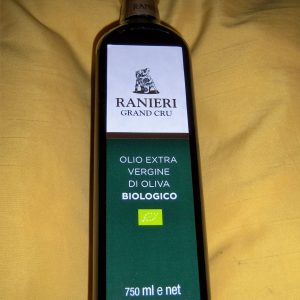 RANIERI
GRAND CRU
OLIO EXTRA
VERGINE
DI OLIVA
BIOLOGICO
750 ml e net